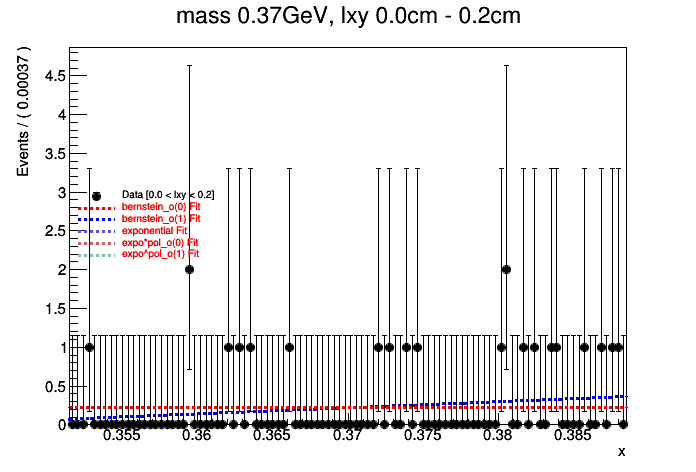 mass 0.37GeV, lxy 0.0cm - 0.2cm
Events / ( 0.00037 )
4.5
4
3.5
3
2.5
2
1.5
1
0.5
0
Data [0.0 < lxy < 0.2]
bernstein_o(0) Fit
bernstein_o(1) Fit
exponential Fit
expo*pol_o(0) Fit
expo^pol_o(1) Fit
0.355 0.36 0.365 0.37 0.375 0.38 0.385
x